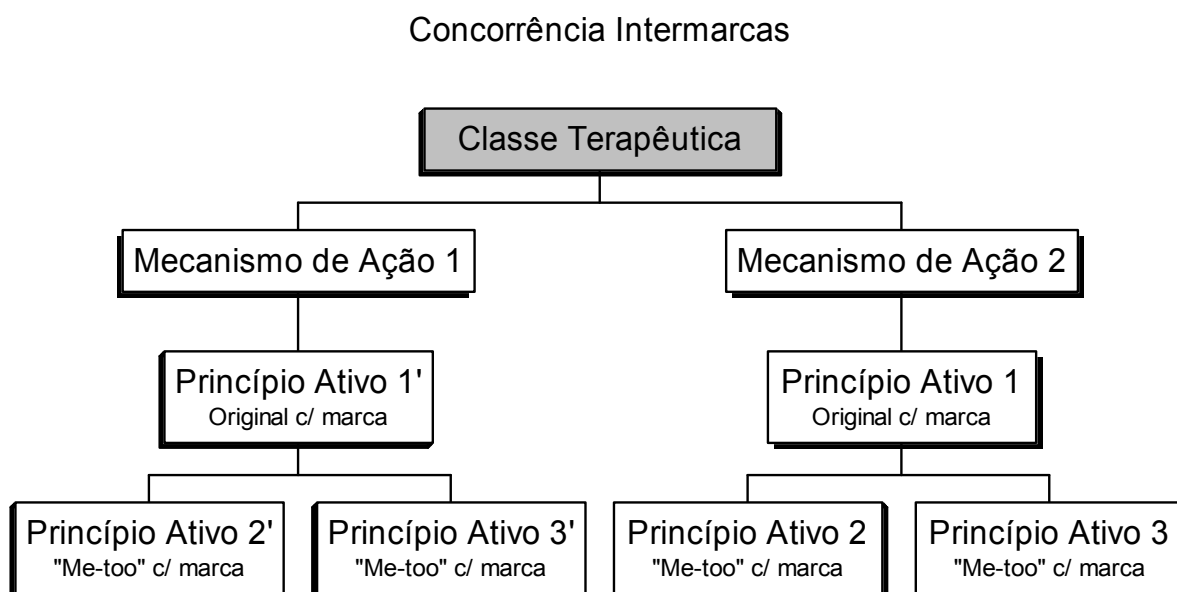 Concorrência Intermarcas
Classe Terapêutica
Mecanismo de Ação 1
Mecanismo de Ação 2
Princípio Ativo 1'
Original c/ marca
Princípio Ativo 1
Original c/ marca
Princípio Ativo 2'
"Me-too" c/ marca
Princípio Ativo 3'
"Me-too" c/ marca
Princípio Ativo 2
"Me-too" c/ marca
Princípio Ativo 3
"Me-too" c/ marca